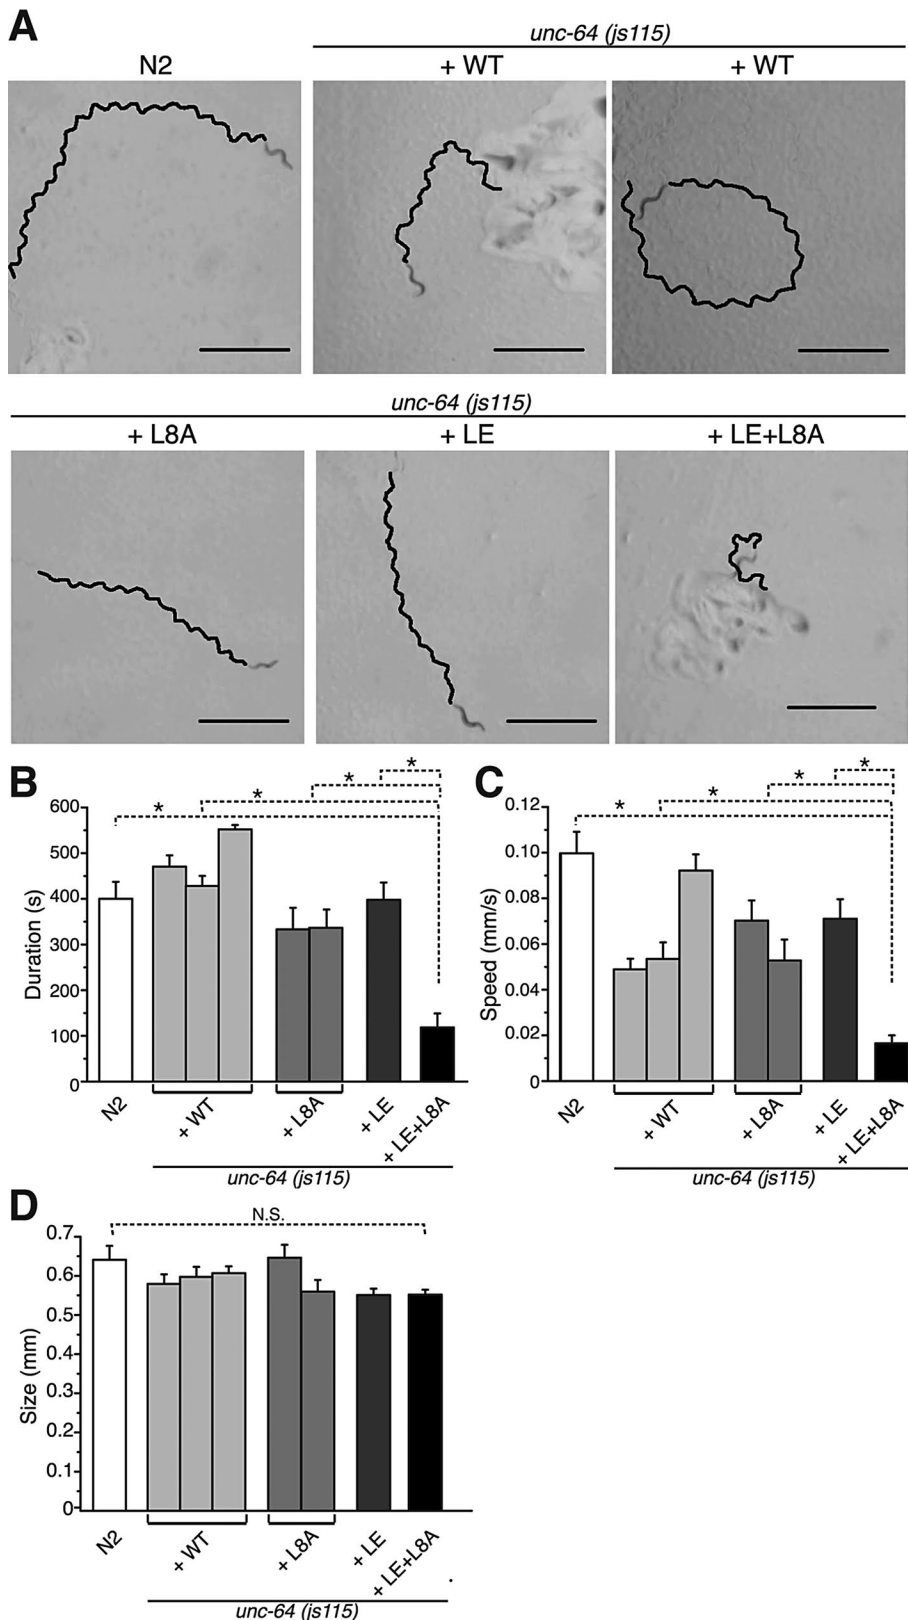 A
unc-64 (js115)
N2
+ WT
+ WT
unc-64 (js115)
+ L8A
+ LE
+ LE+L8A
B
*
*
*
*
600
500
400
300
200
100
0
Duration (s)
N2
+ WT
+ L8A
+ LE
+ LE+L8A
unc-64 (js115)
C
*
*
*
*
0.12
0.10
0.08
0.06
0.04
0.02
0
Speed (mm/s)
N2
+ WT
+ L8A
+ LE
+ LE+L8A
unc-64 (js115)
D
N.S.
0.7
0.6
0.5
0.4
0.3
0.2
0.1
0
Size (mm)
N2
+ WT
+ L8A
+ LE
+ LE+L8A
unc-64 (js115)